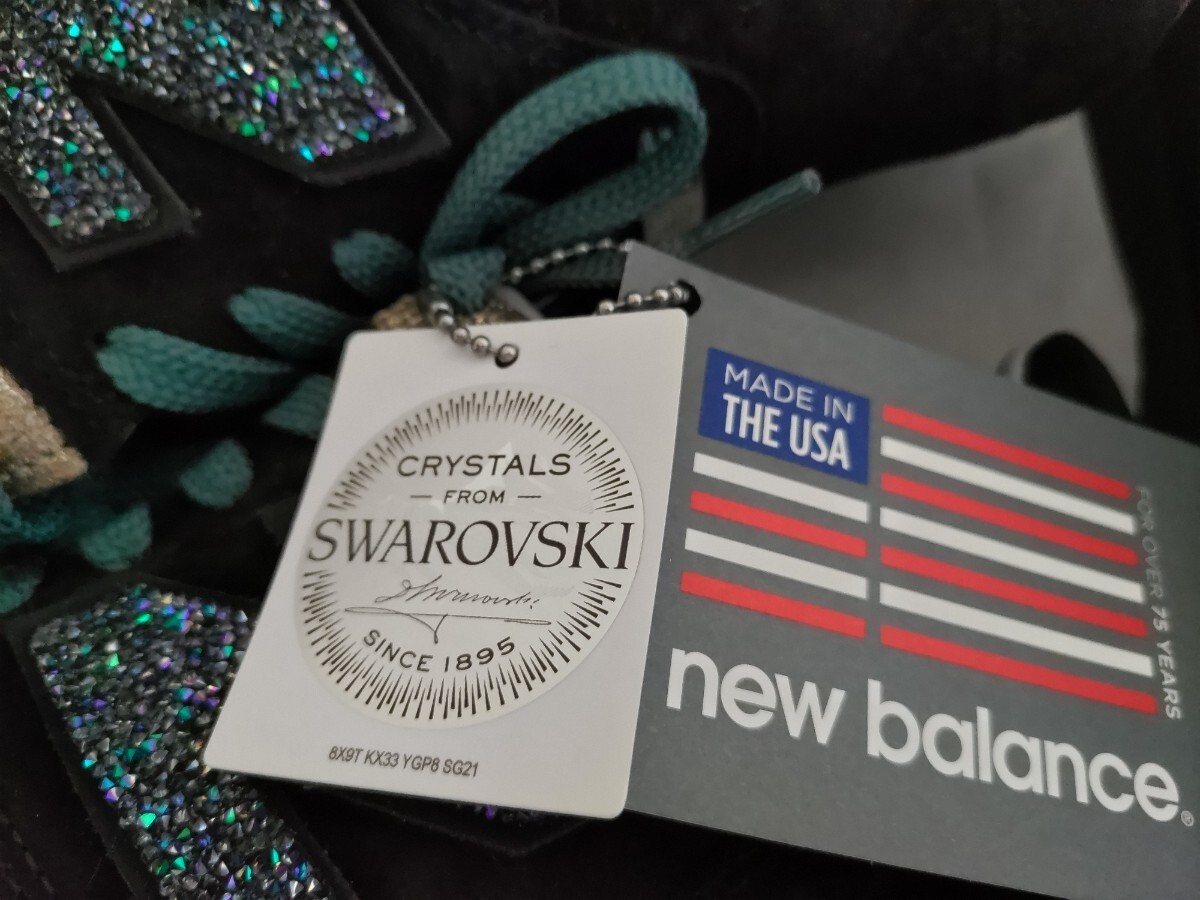 CRYSTALS
FROM
SWAROVSKI
SINCE 1895
8X9T KX33 YGP8 SG21
MADE IN
THE USA
FOR OVER 75 YEARS
new balance®